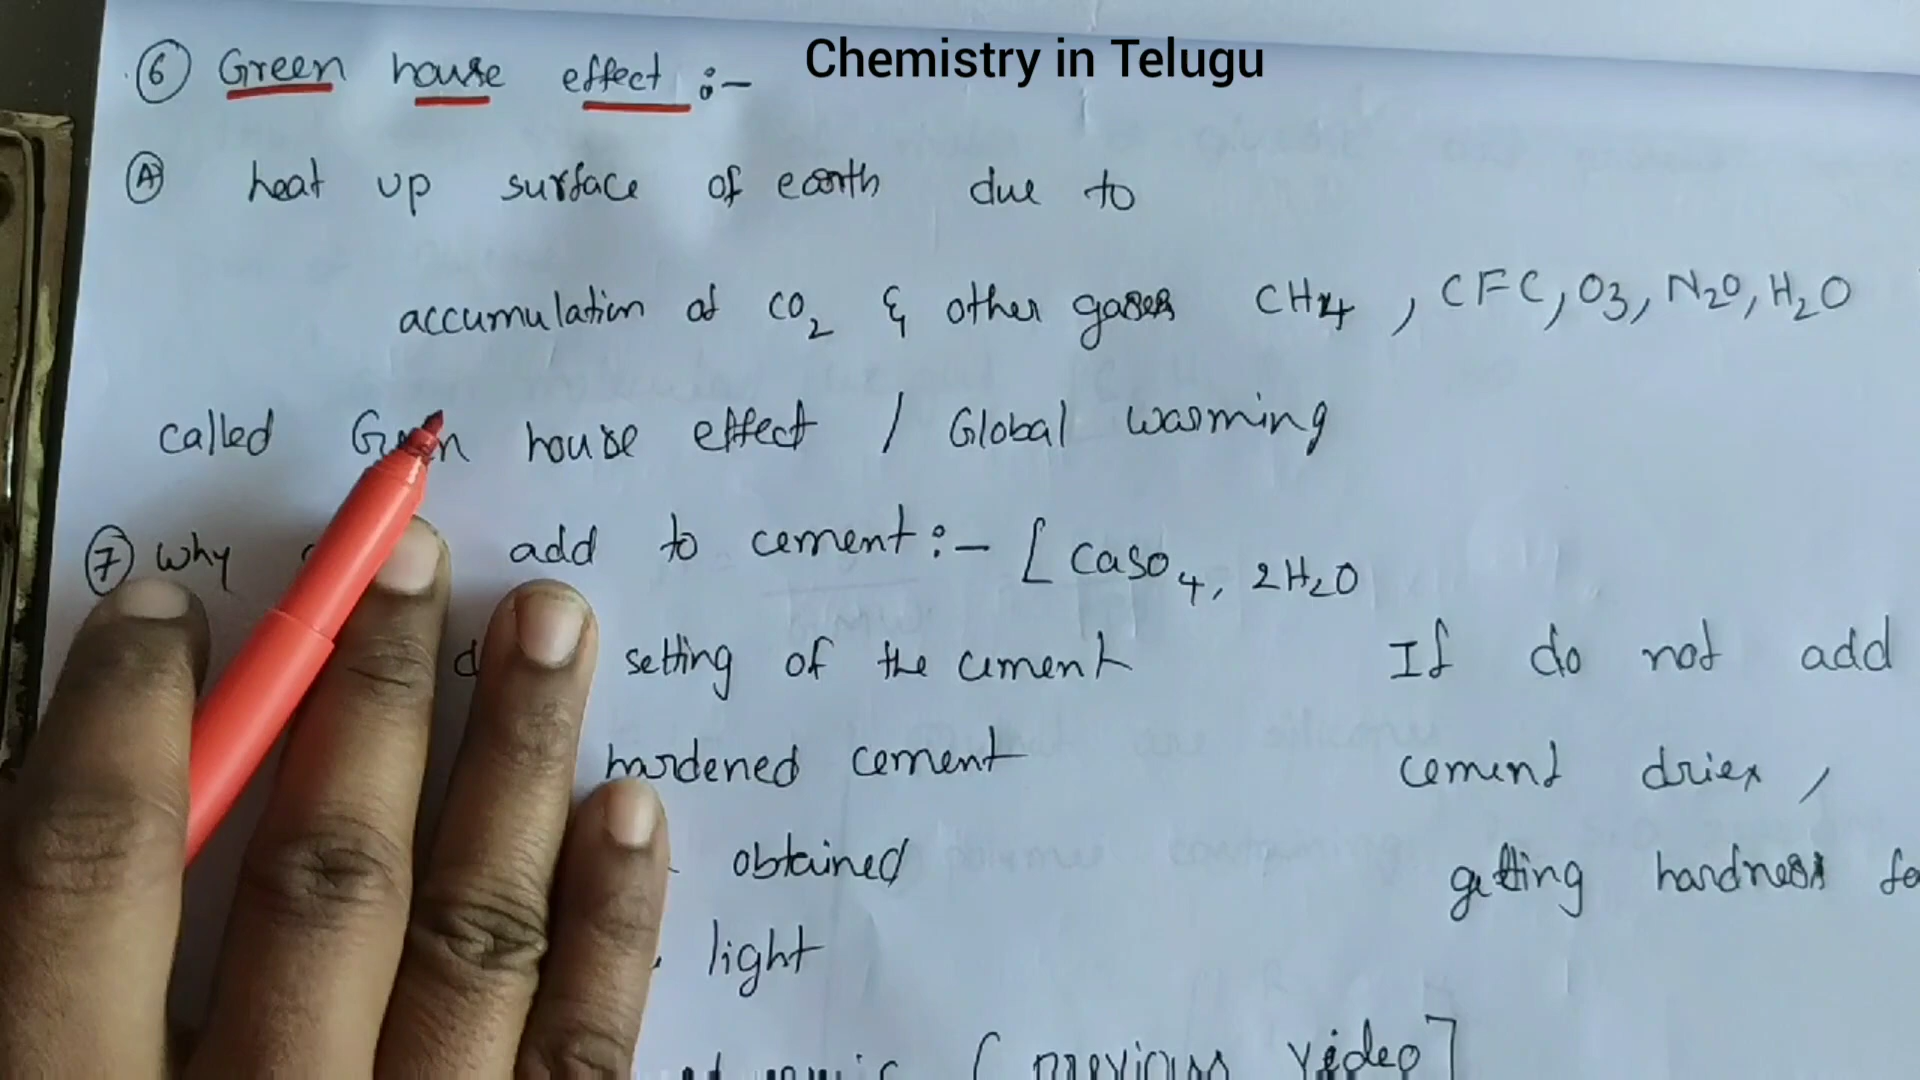 Chemistry in Telugu
6 Green house effect :-
A heat up surface of earth due to
accumulation of CO2 & other gases CH4, CFC, O3, N2O, H2O
called Green house effect / Global warming
7 why add to cement :- [CaSO4, 2H2O
setting of the cement If do not add
hardened cement cement dries,
obtained getting hardness
light
( previous video ]